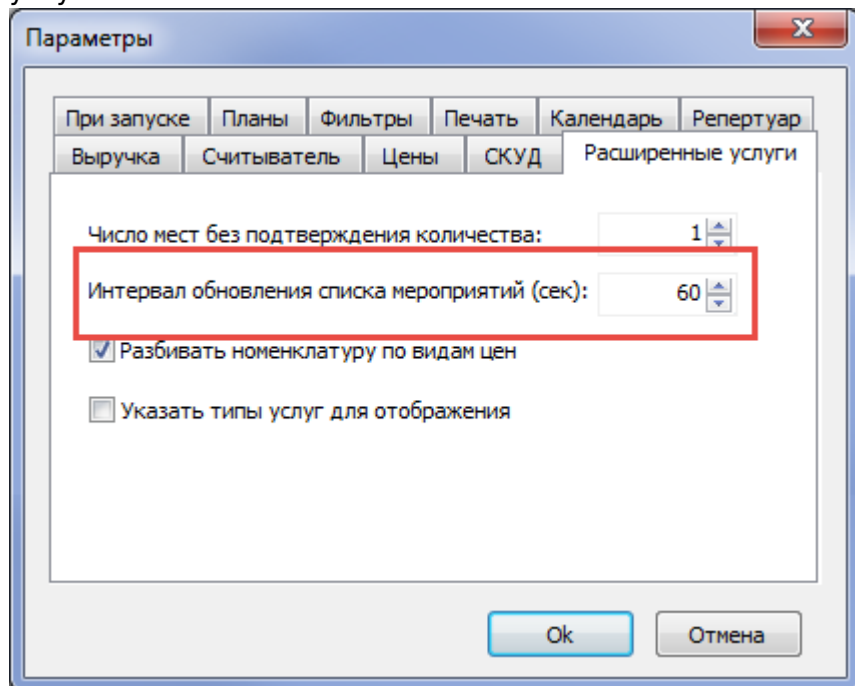 Параметры
При запуске Планы Фильтры Печать Календарь Репертуар
Выручка Считыватель Цены СКУД Расширенные услуги
Число мест без подтверждения количества: 1
Интервал обновления списка мероприятий (сек): 60
Разбивать номенклатуру по видам цен
Указать типы услуг для отображения
Ok Отмена